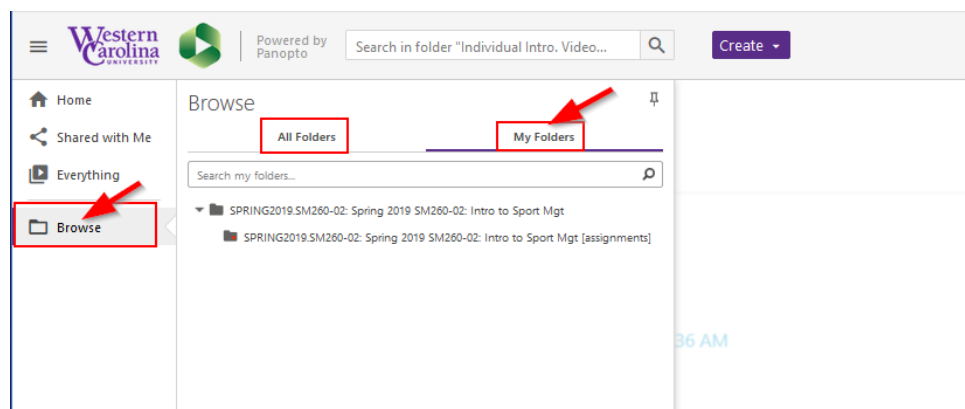 Western
Carolina
UNIVERSITY
Powered by
Panopto
Search in folder "Individual Intro. Video...
Create
Home
Shared with Me
Everything
Browse
Browse
All Folders
My Folders
Search my folders...
SPRING2019.SM260-02: Spring 2019 SM260-02: Intro to Sport Mgt
SPRING2019.SM260-02: Spring 2019 SM260-02: Intro to Sport Mgt [assignments]
36 AM